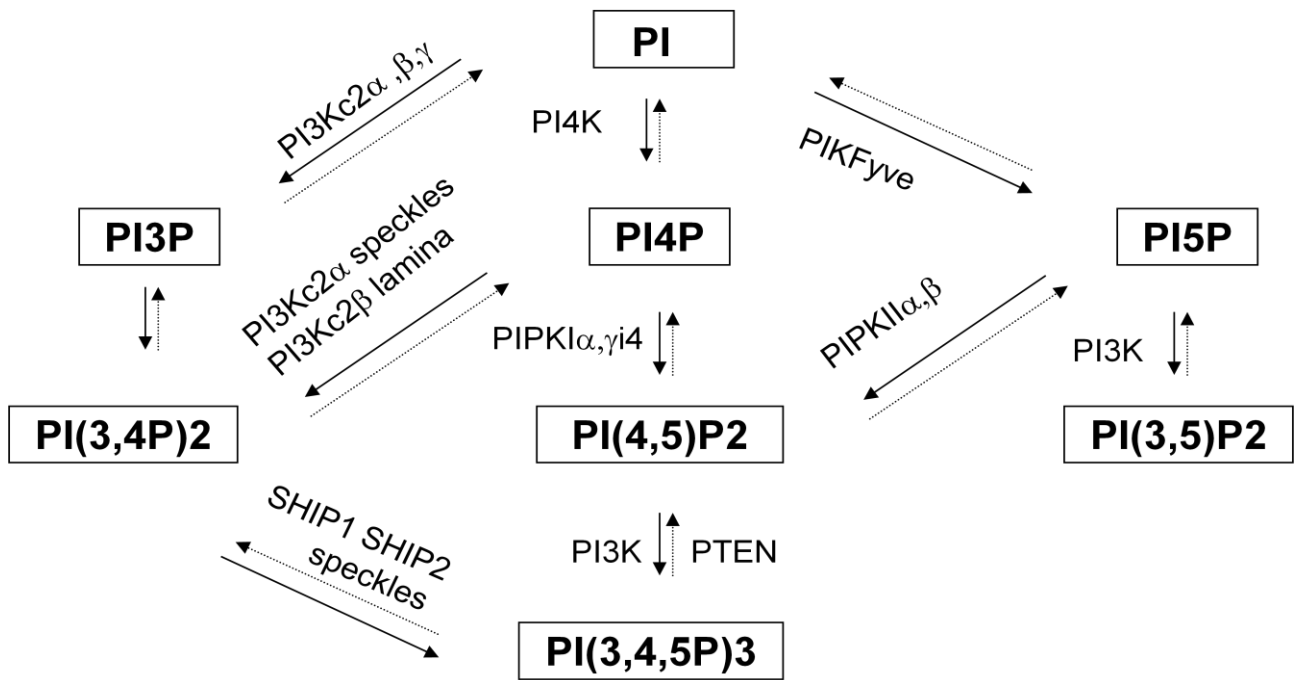 PI
PI3Kc2α ,β,γ
PI4K
PIKFyve
PI3P
PI4P
PI5P
PI3Kc2α speckles
PI3Kc2β lamina
PIPKIα,γi4
PIPKIIα,β
PI3K
PI(3,4P)2
PI(4,5)P2
PI(3,5)P2
SHIP1 SHIP2
speckles
PI3K
PTEN
PI(3,4,5P)3